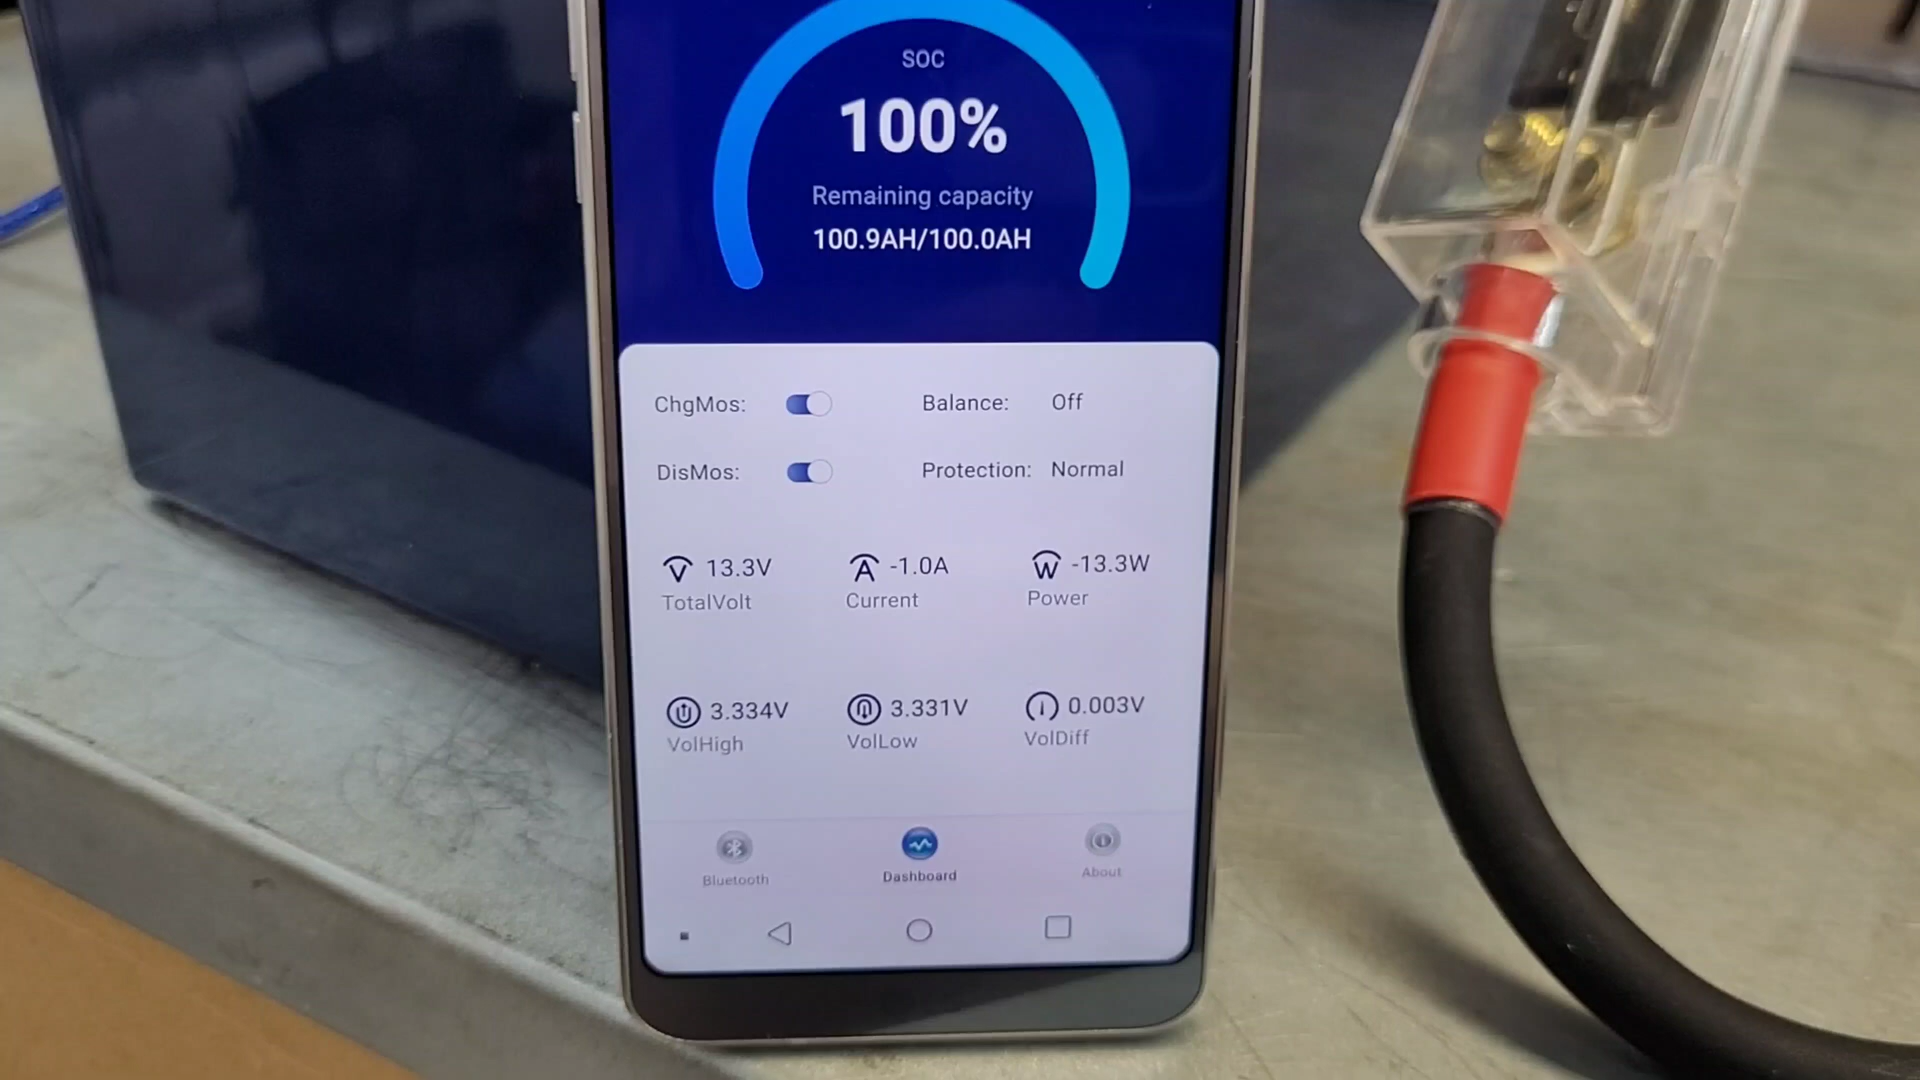 SOC
100%
Remaining capacity
100.9AH/100.0AH
ChgMos: Balance: Off
DisMos: Protection: Normal
V 13.3V A -1.0A W -13.3W
TotalVolt Current Power
3.334V 3.331V 0.003V
VolHigh VolLow VolDiff
Bluetooth Dashboard About